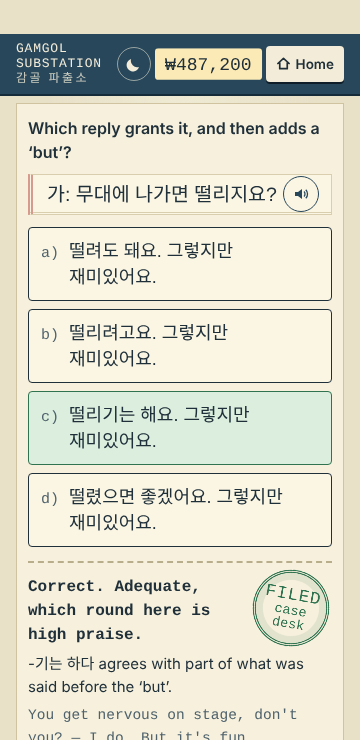 GAMGOL
SUBSTATION
감골 파출소
₩487,200
Home
Which reply grants it, and then adds a
‘but’?
가: 무대에 나가면 떨리지요?
a) 떨려도 돼요. 그렇지만
재미있어요.
b) 떨리려고요. 그렇지만
재미있어요.
c) 떨리기는 해요. 그렇지만
재미있어요.
d) 떨렸으면 좋겠어요. 그렇지만
재미있어요.
Correct. Adequate,
which round here is
high praise.
FILED
case
desk
-기는 하다 agrees with part of what was
said before the ‘but’.
You get nervous on stage, don't
you? — I do. But it's fun